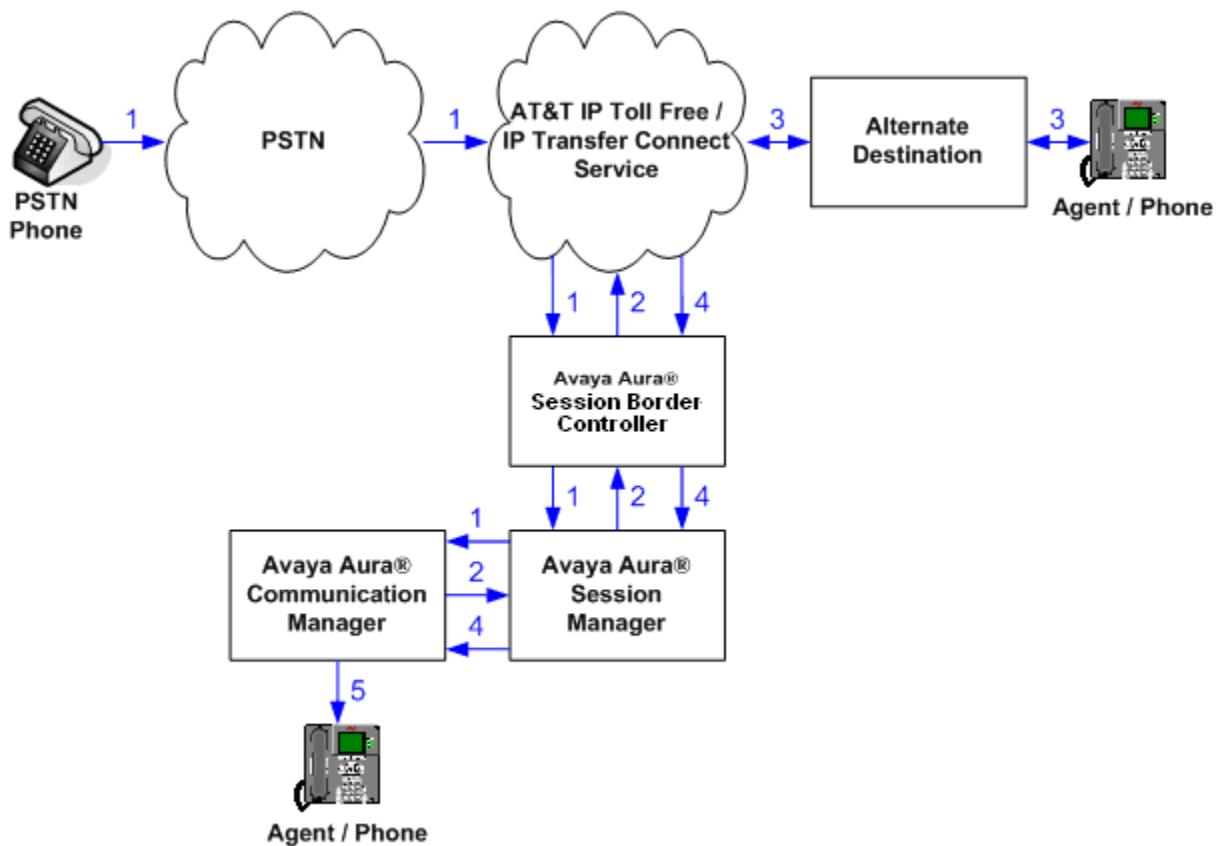 1
PSTN
Phone
PSTN
1
AT&T IP Toll Free /
IP Transfer Connect
Service
3
Alternate
Destination
3
Agent / Phone
1
2
4
Avaya Aura®
Session Border
Controller
1
2
4
Avaya Aura®
Communication
Manager
1
2
4
Avaya Aura®
Session
Manager
5
Agent / Phone